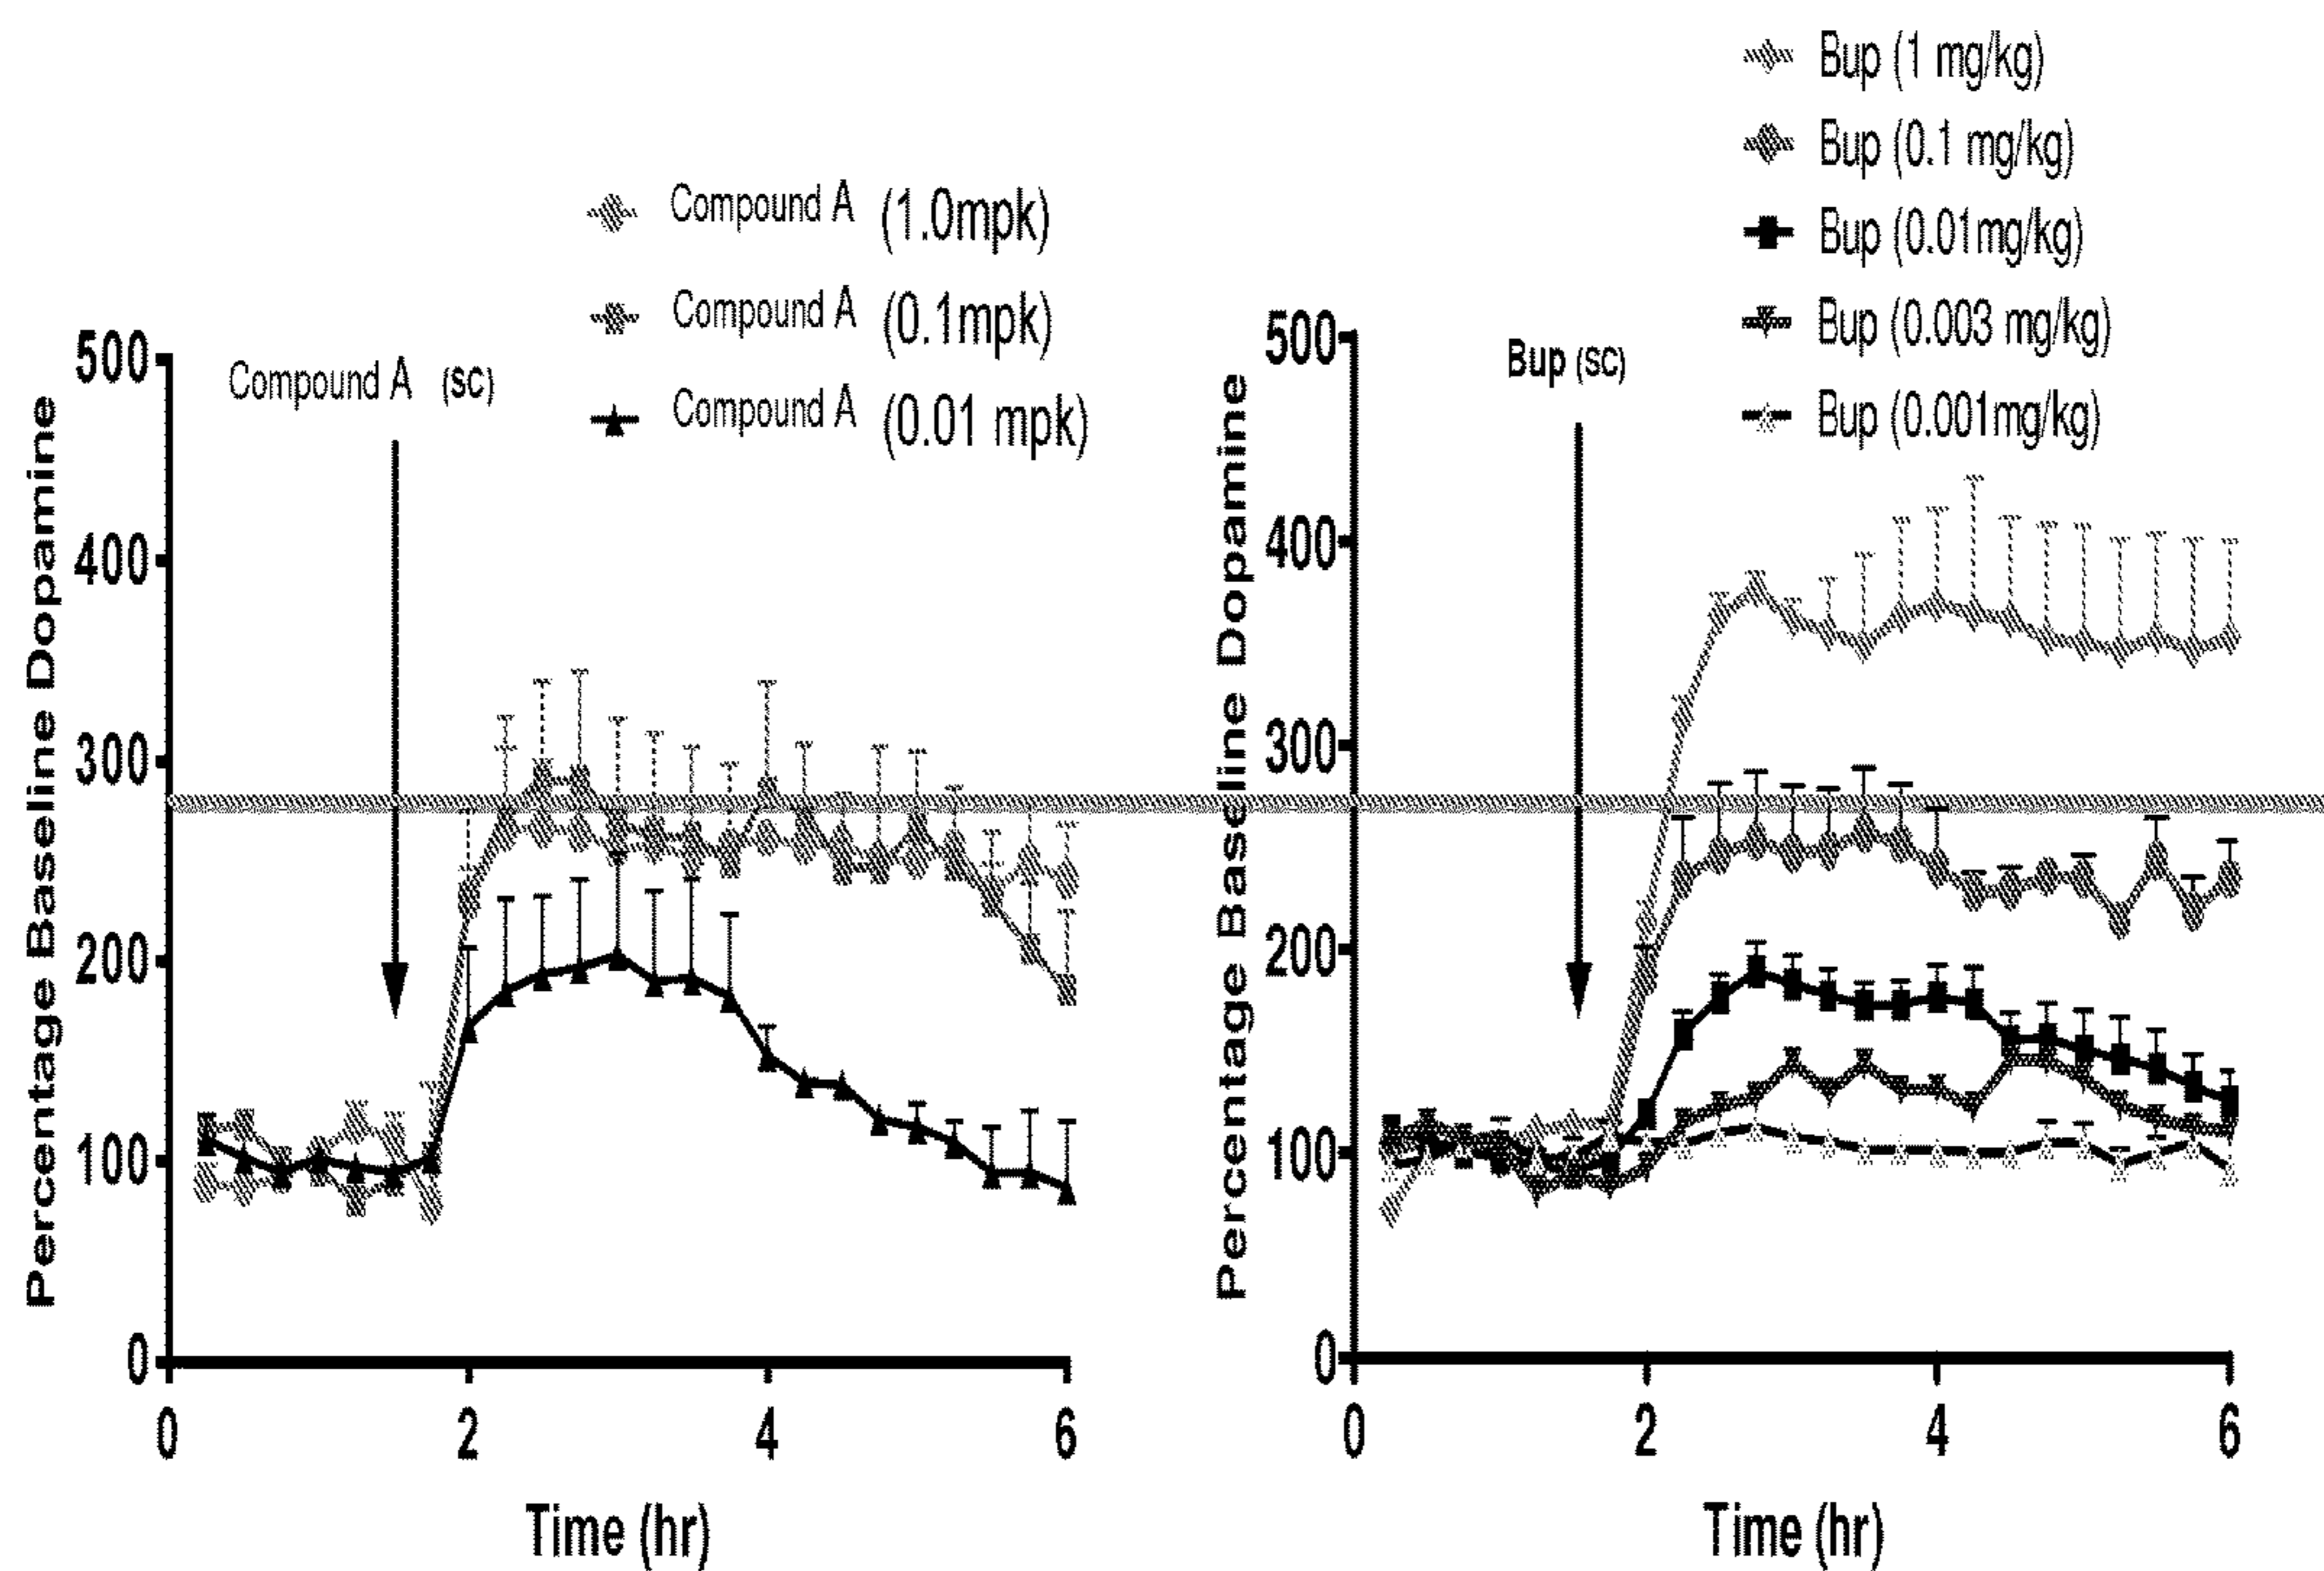 Compound A (1.0mpk)
Compound A (0.1mpk)
Compound A (0.01 mpk)
Compound A (sc)
Percentage Baseline Dopamine
500
400
300
200
100
0
0 2 4 6
Time (hr)
Bup (1 mg/kg)
Bup (0.1 mg/kg)
Bup (0.01mg/kg)
Bup (0.003 mg/kg)
Bup (0.001mg/kg)
Bup (sc)
Percentage Baseline Dopamine
500
400
300
200
100
0
0 2 4 6
Time (hr)